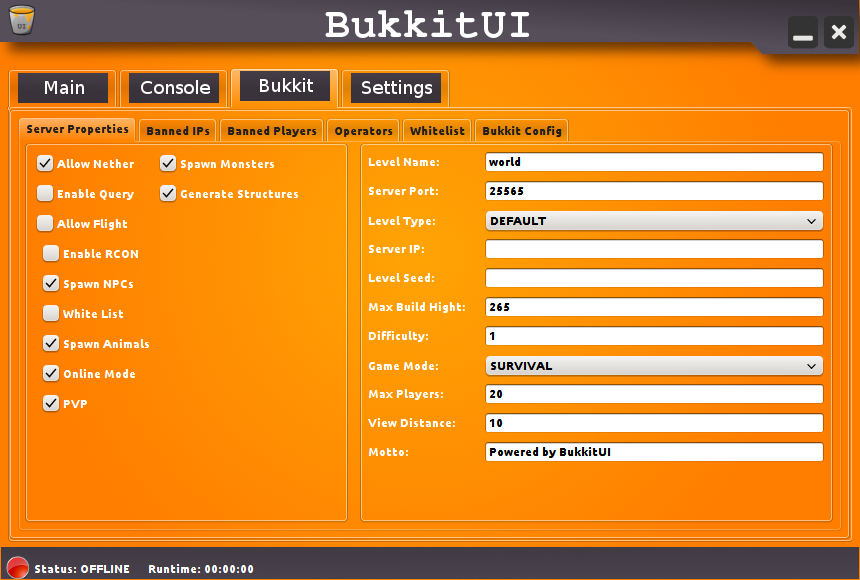 BukkitUI
UI
Main Console Bukkit Settings
Server Properties Banned IPs Banned Players Operators Whitelist Bukkit Config
Allow Nether Spawn Monsters
Enable Query Generate Structures
Allow Flight
Enable RCON
Spawn NPCs
White List
Spawn Animals
Online Mode
PVP
Level Name: world
Server Port: 25565
Level Type: DEFAULT
Server IP:
Level Seed:
Max Build Hight: 265
Difficulty: 1
Game Mode: SURVIVAL
Max Players: 20
View Distance: 10
Motto: Powered by BukkitUI
Status: OFFLINE Runtime: 00:00:00